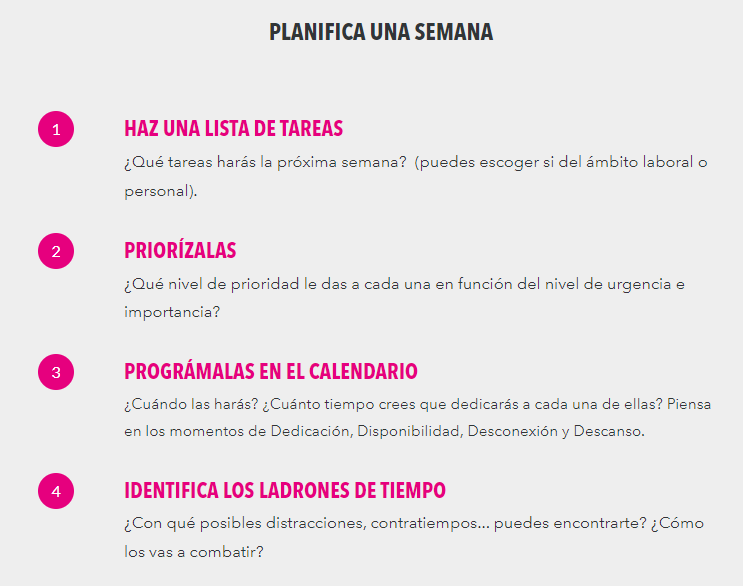 PLANIFICA UNA SEMANA
1
HAZ UNA LISTA DE TAREAS
¿Qué tareas harás la próxima semana? (puedes escoger si del ámbito laboral o
personal).
2
PRIORÍZALAS
¿Qué nivel de prioridad le das a cada una en función del nivel de urgencia e
importancia?
3
PROGRÁMALAS EN EL CALENDARIO
¿Cuándo las harás? ¿Cuánto tiempo crees que dedicarás a cada una de ellas? Piensa
en los momentos de Dedicación, Disponibilidad, Desconexión y Descanso.
4
IDENTIFICA LOS LADRONES DE TIEMPO
¿Con qué posibles distracciones, contratiempos... puedes encontrarte? ¿Cómo
los vas a combatir?